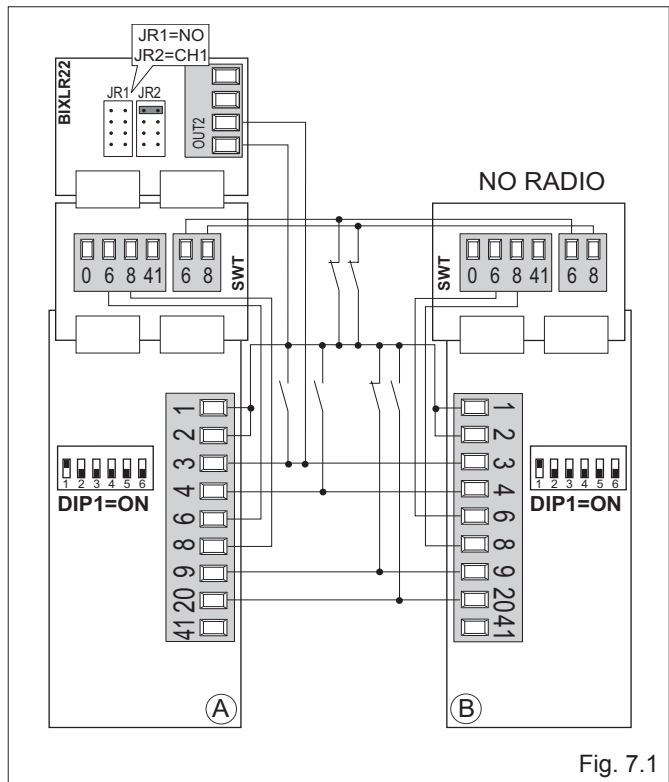 JR1=NO
JR2=CH1
BIXLR22
JR1 JR2
OUT2
NO RADIO
0 6 8 41 6 8
SWT
SWT
0 6 8 41 6 8
1
2
3
4
6
8
9
20
41
1 2 3 4 5 6
DIP1=ON
A
1
2
3
4
6
8
9
20
41
1 2 3 4 5 6
DIP1=ON
B
Fig. 7.1